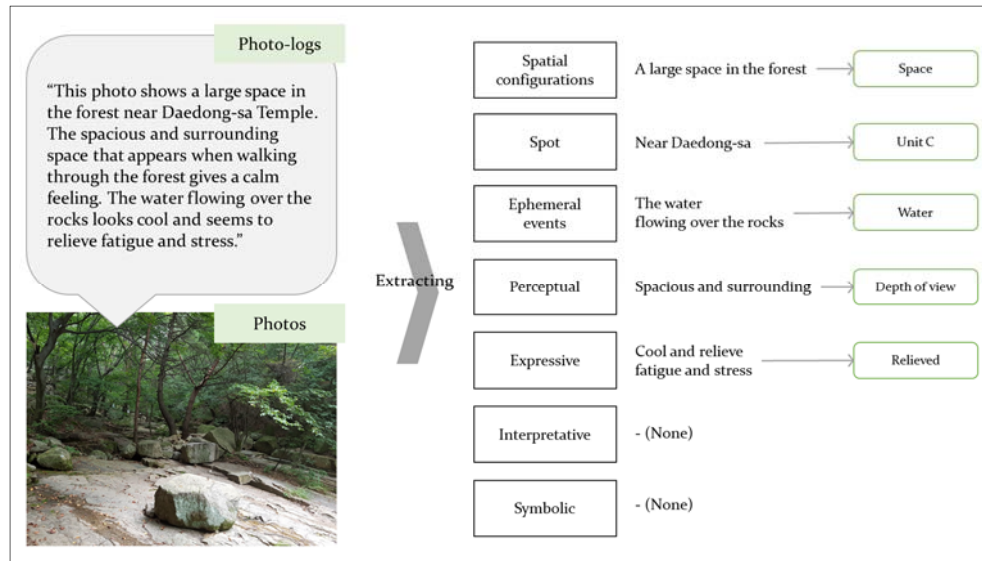 Photo-logs
“This photo shows a large space in
the forest near Daedong-sa Temple.
The spacious and surrounding
space that appears when walking
through the forest gives a calm
feeling. The water flowing over the
rocks looks cool and seems to
relieve fatigue and stress.”
Photos
Extracting
Spatial
configurations
A large space in the forest
Space
Spot
Near Daedong-sa
Unit C
Ephemeral
events
The water
flowing over the rocks
Water
Perceptual
Spacious and surrounding
Depth of view
Expressive
Cool and relieve
fatigue and stress
Relieved
Interpretative
- (None)
Symbolic
- (None)